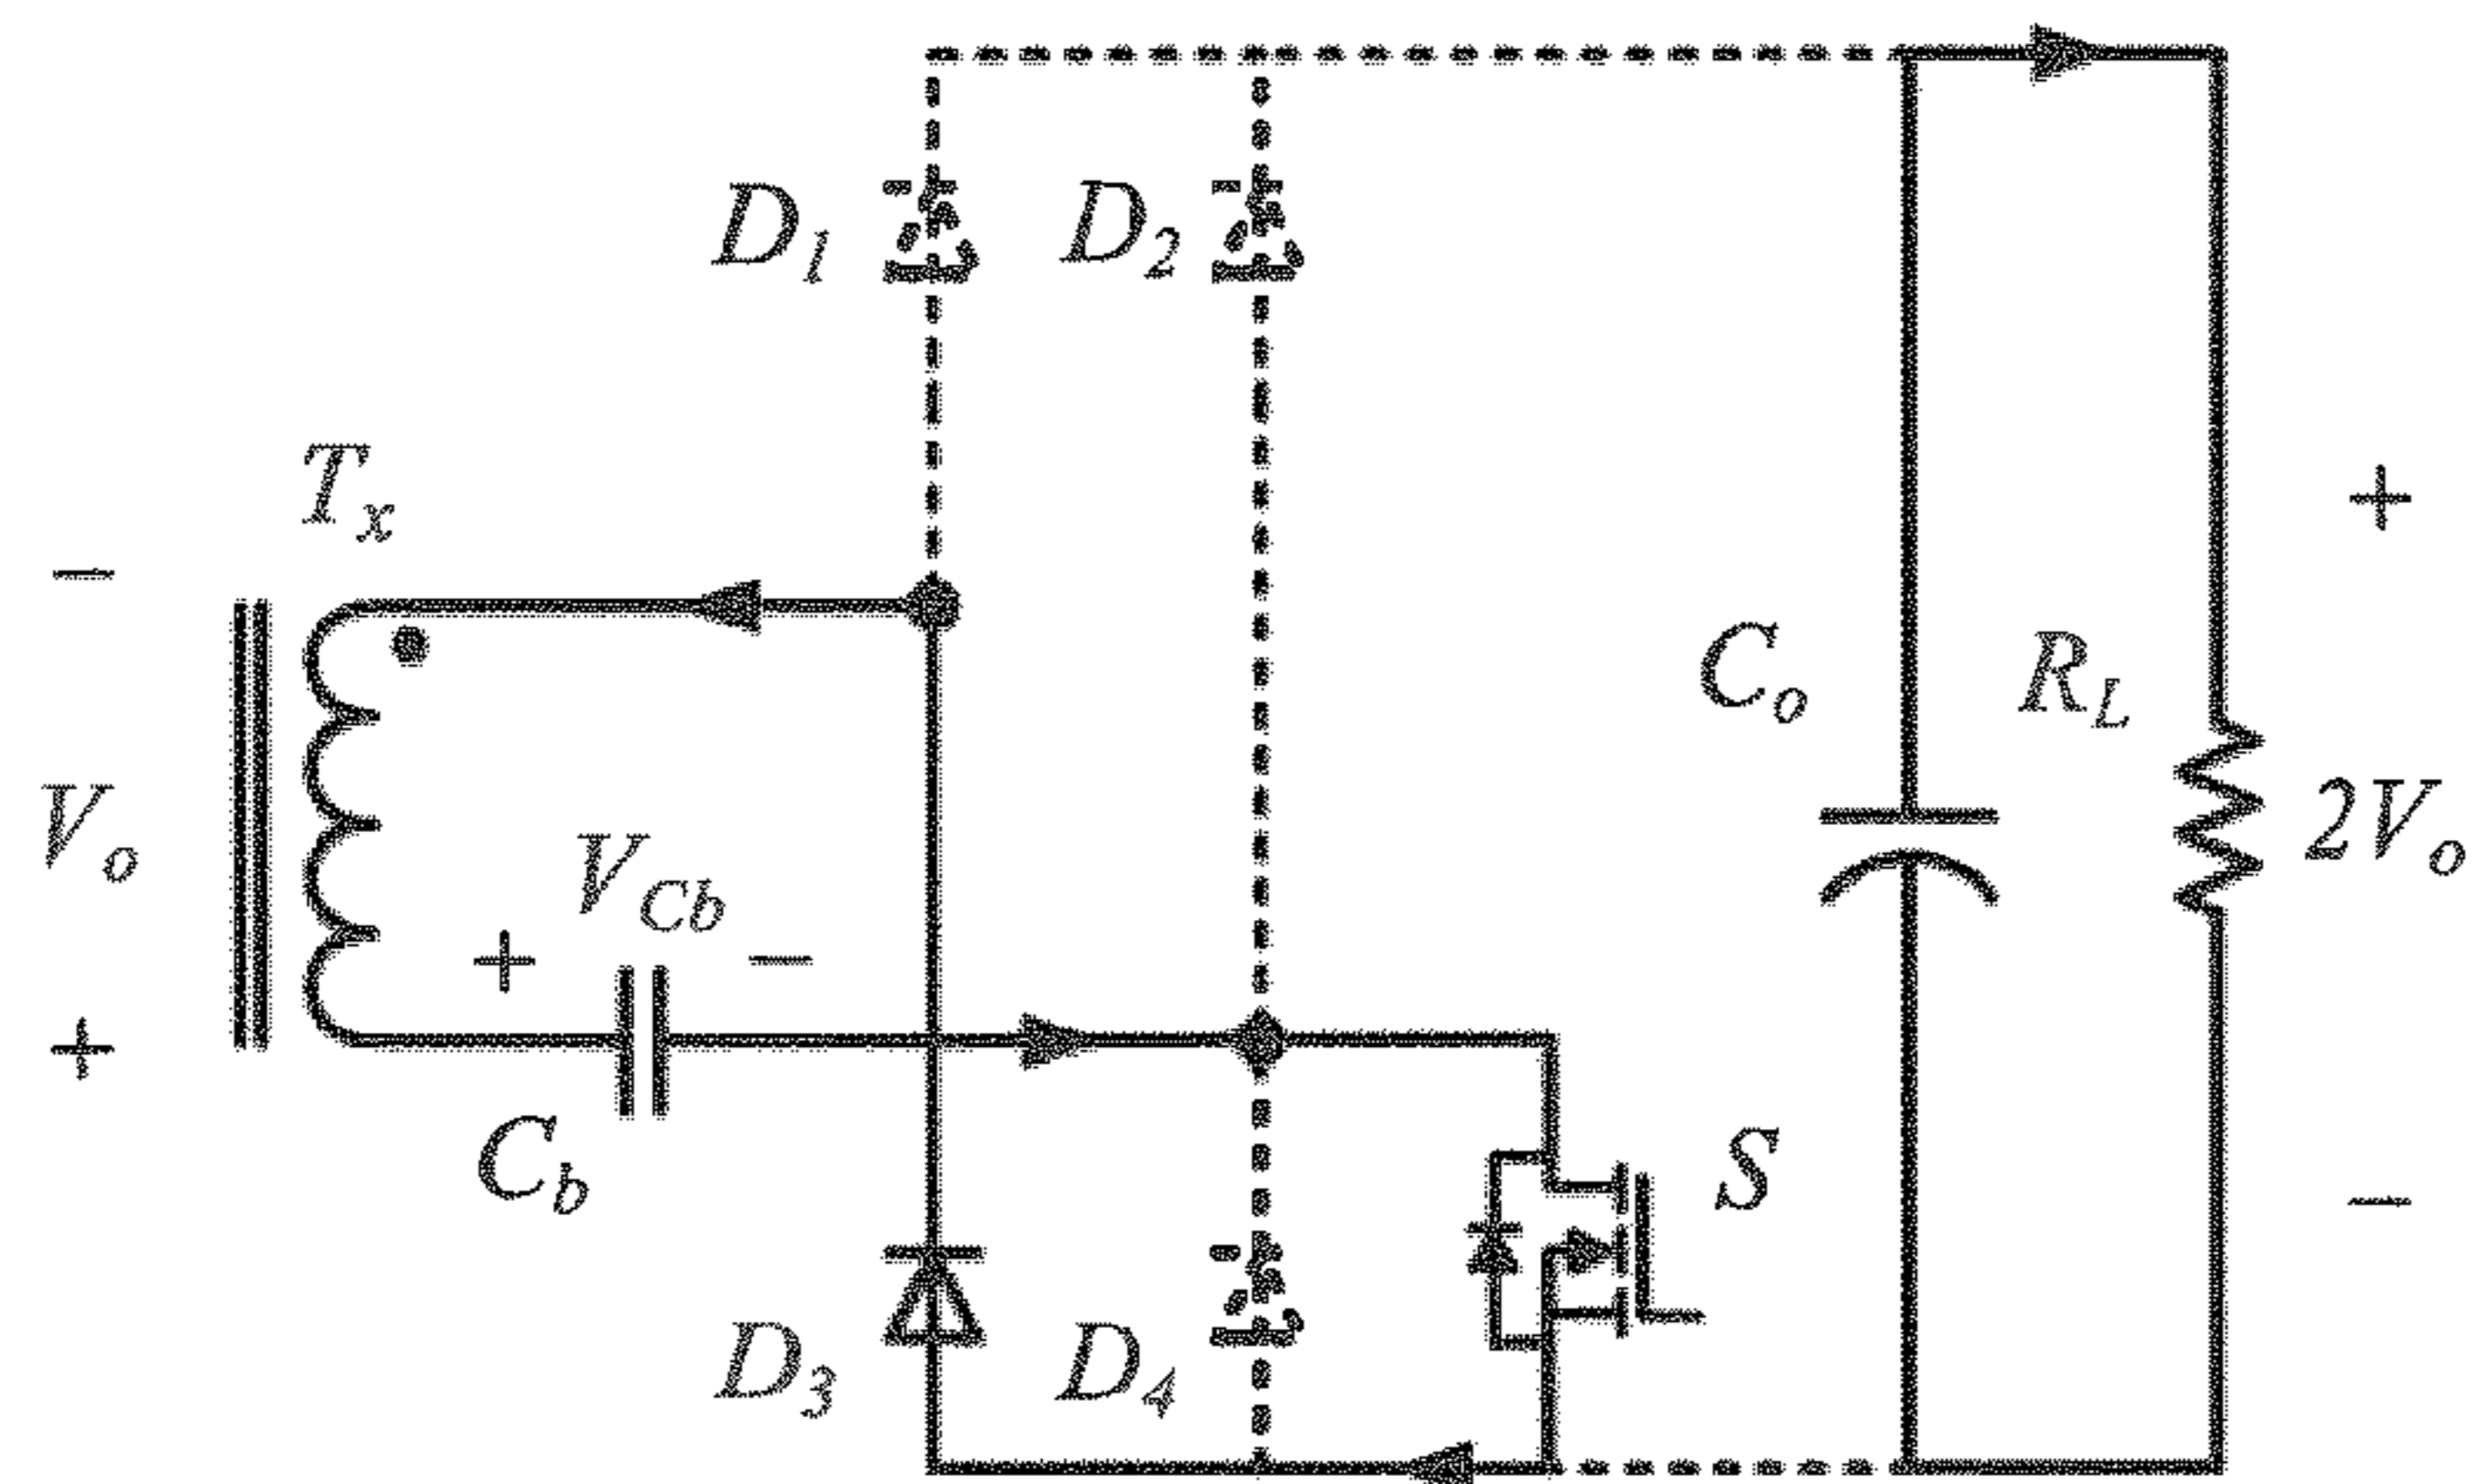 D1
D2
Tx
−
+
Co
RL
Vo
VCb
2Vo
+ −
+
Cb
S
−
D3
D4